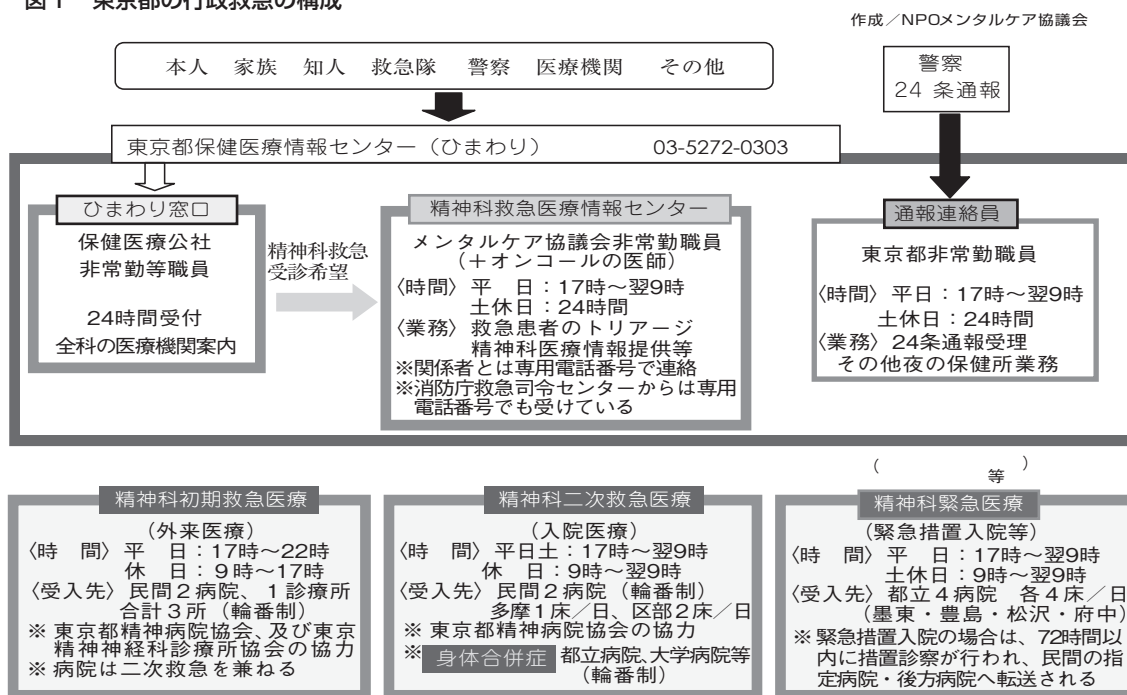 図1　東京都の行政救急の構成
作成／NPOメンタルケア協議会
本人　家族　知人　救急隊　警察　医療機関　その他
警察
24条通報
東京都保健医療情報センター（ひまわり）　03-5272-0303
ひまわり窓口
保健医療公社
非常勤等職員
24時間受付
全科の医療機関案内
精神科救急
受診希望
精神科救急医療情報センター
メンタルケア協議会非常勤職員
（＋オンコールの医師）
〈時間〉平　日：17時～翌9時
土休日：24時間
〈業務〉救急患者のトリアージ
精神科医療情報提供等
※関係者とは専用電話番号で連絡
※消防庁救急司令センターからは専用
電話番号でも受けている
通報連絡員
東京都非常勤職員
〈時間〉平日：17時～翌9時
土休日：24時間
〈業務〉24条通報受理
その他夜の保健所業務
精神科初期救急医療
（外来医療）
〈時　間〉平　日：17時～22時
休　日：９時～17時
〈受入先〉民間２病院、１診療所
合計３所（輪番制）
※ 東京都精神病院協会、及び東京
精神神経科診療所協会の協力
※ 病院は二次救急を兼ねる
精神科二次救急医療
（入院医療）
〈時　間〉平日土：17時～翌9時
休　日：9時～翌9時
〈受入先〉民間２病院（輪番制）
多摩１床／日、区部２床／日
※ 東京都精神病院協会の協力
※ 身体合併症 都立病院、大学病院等
（輪番制）
（　　　等　）
精神科緊急医療
（緊急措置入院等）
〈時　間〉平　日：17時～翌9時
土休日：9時～翌9時
〈受入先〉都立４病院　各４床／日
（墨東・豊島・松沢・府中）
※ 緊急措置入院の場合は、72時間以
内に措置診察が行われ、民間の指
定病院・後方病院へ転送される